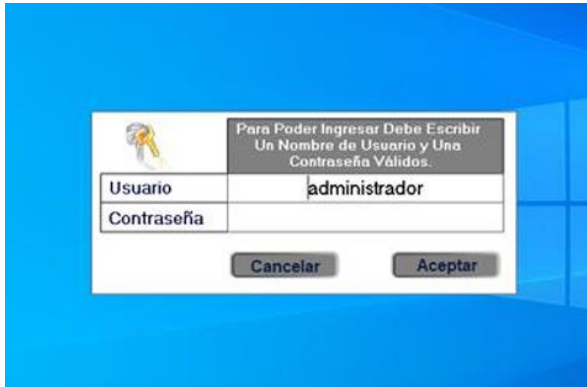 Para Poder Ingresar Debe Escribir
Un Nombre de Usuario y Una
Contraseña Válidos.
Usuario administrador
Contraseña
Cancelar Aceptar